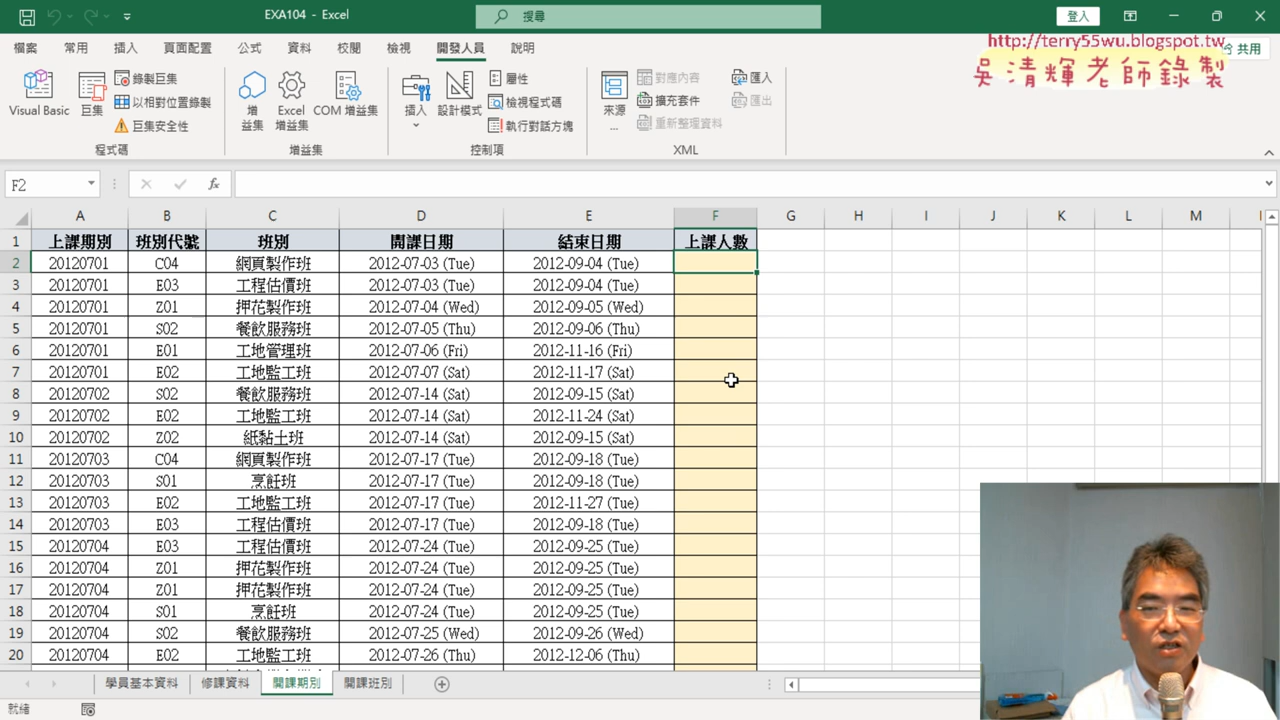 EXA104 - Excel
搜尋
登入
http://terry55wu.blogspot.tw
吳清輝老師錄製
檔案 常用 插入 頁面配置 公式 資料 校閱 檢視 開發人員 說明
共用
Visual Basic
巨集
錄製巨集
以相對位置錄製
巨集安全性
程式碼
增益集
Excel 增益集
COM 增益集
增益集
插入
設計模式
屬性
檢視程式碼
執行對話方塊
控制項
來源
...
對應內容
擴充套件
重新整理資料
匯入
匯出
XML
F2
fx
A B C D E F G H I J K L M
1 上課期別 班別代號 班別 開課日期 結束日期 上課人數
2 20120701 C04 網頁製作班 2012-07-03 (Tue) 2012-09-04 (Tue)
3 20120701 E03 工程估價班 2012-07-03 (Tue) 2012-09-04 (Tue)
4 20120701 Z01 押花製作班 2012-07-04 (Wed) 2012-09-05 (Wed)
5 20120701 S02 餐飲服務班 2012-07-05 (Thu) 2012-09-06 (Thu)
6 20120701 E01 工地管理班 2012-07-06 (Fri) 2012-11-16 (Fri)
7 20120701 E02 工地監工班 2012-07-07 (Sat) 2012-11-17 (Sat)
8 20120702 S02 餐飲服務班 2012-07-14 (Sat) 2012-09-15 (Sat)
9 20120702 E02 工地監工班 2012-07-14 (Sat) 2012-11-24 (Sat)
10 20120702 Z02 紙黏土班 2012-07-14 (Sat) 2012-09-15 (Sat)
11 20120703 C04 網頁製作班 2012-07-17 (Tue) 2012-09-18 (Tue)
12 20120703 S01 烹飪班 2012-07-17 (Tue) 2012-09-18 (Tue)
13 20120703 E02 工地監工班 2012-07-17 (Tue) 2012-11-27 (Tue)
14 20120703 E03 工程估價班 2012-07-17 (Tue) 2012-09-18 (Tue)
15 20120704 E03 工程估價班 2012-07-24 (Tue) 2012-09-25 (Tue)
16 20120704 Z01 押花製作班 2012-07-24 (Tue) 2012-09-25 (Tue)
17 20120704 Z01 押花製作班 2012-07-24 (Tue) 2012-09-25 (Tue)
18 20120704 S01 烹飪班 2012-07-24 (Tue) 2012-09-25 (Tue)
19 20120704 S02 餐飲服務班 2012-07-25 (Wed) 2012-09-26 (Wed)
20 20120704 E02 工地監工班 2012-07-26 (Thu) 2012-12-06 (Thu)
學員基本資料 修課資料 開課期別 開課班別
就緒